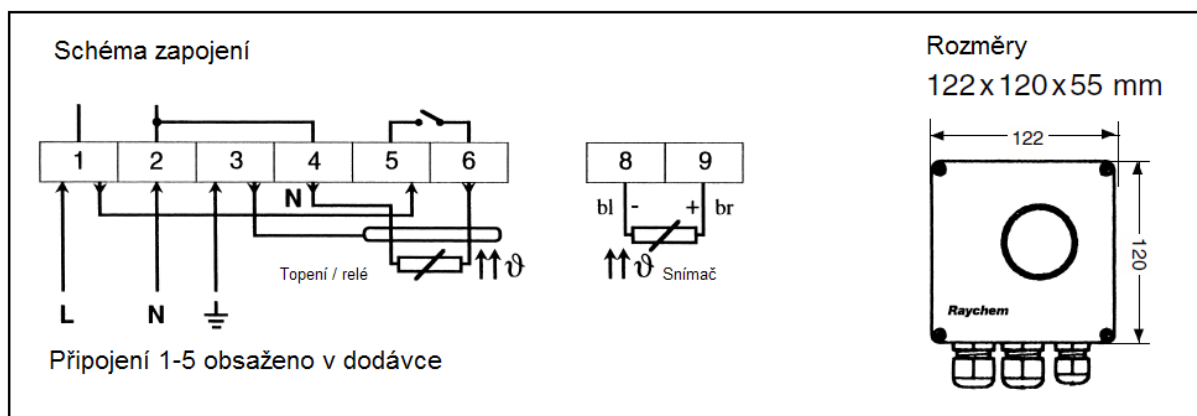 Schéma zapojení
1 2 3 4 5 6
N
Topení / relé
ϑ
L N
Připojení 1-5 obsaženo v dodávce
8 9
bl - + br
ϑ Snímač
Rozměry
122 x 120 x 55 mm
122
120
Raychem